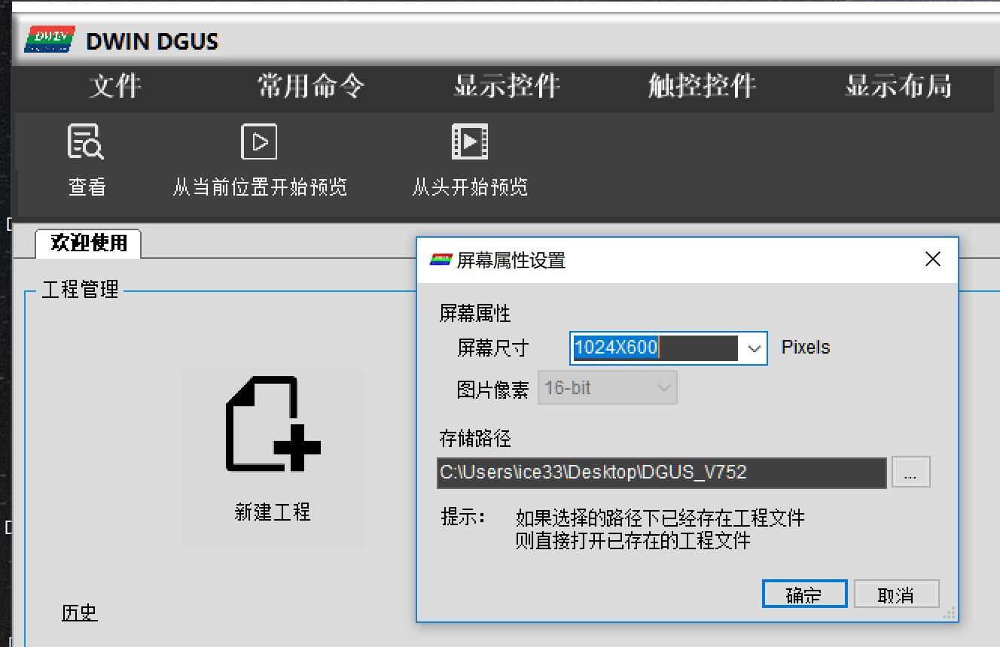 DWIN
DWIN DGUS
文件 常用命令 显示控件 触控控件 显示布局
查看 从当前位置开始预览 从头开始预览
欢迎使用
工程管理
新建工程
历史
DWIN
屏幕属性设置
屏幕属性
屏幕尺寸 1024X600 Pixels
图片像素 16-bit
存储路径
C:\Users\ice33\Desktop\DGUS_V752 ...
提示： 如果选择的路径下已经存在工程文件
则直接打开已存在的工程文件
确定 取消